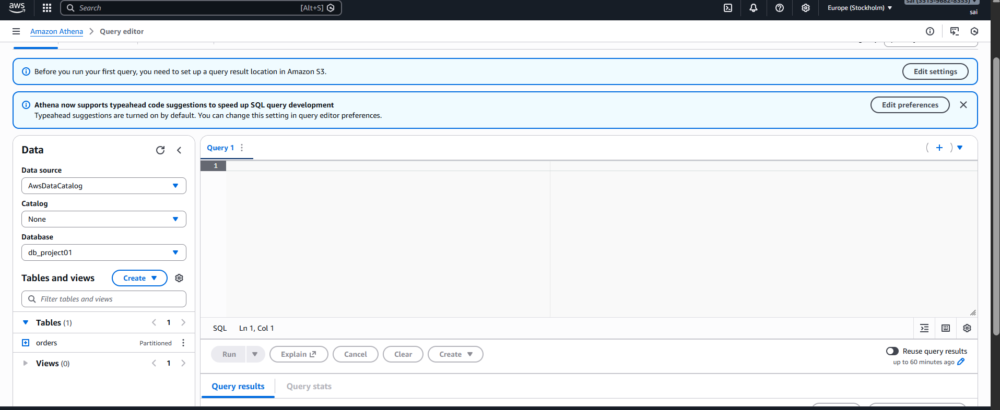 aws
Search [Alt+S]
Europe (Stockholm)
sai (3515-9682-8353)
sai
Amazon Athena > Query editor
Before you run your first query, you need to set up a query result location in Amazon S3.
Edit settings
Athena now supports typeahead code suggestions to speed up SQL query development
Typeahead suggestions are turned on by default. You can change this setting in query editor preferences.
Edit preferences
Data
Data source
AwsDataCatalog
Catalog
None
Database
db_project01
Tables and views
Create
Filter tables and views
Tables (1)
1
orders
Partitioned
Views (0)
1
Query 1
1
SQL
Ln 1, Col 1
Run
Explain
Cancel
Clear
Create
Reuse query results
up to 60 minutes ago
Query results
Query stats